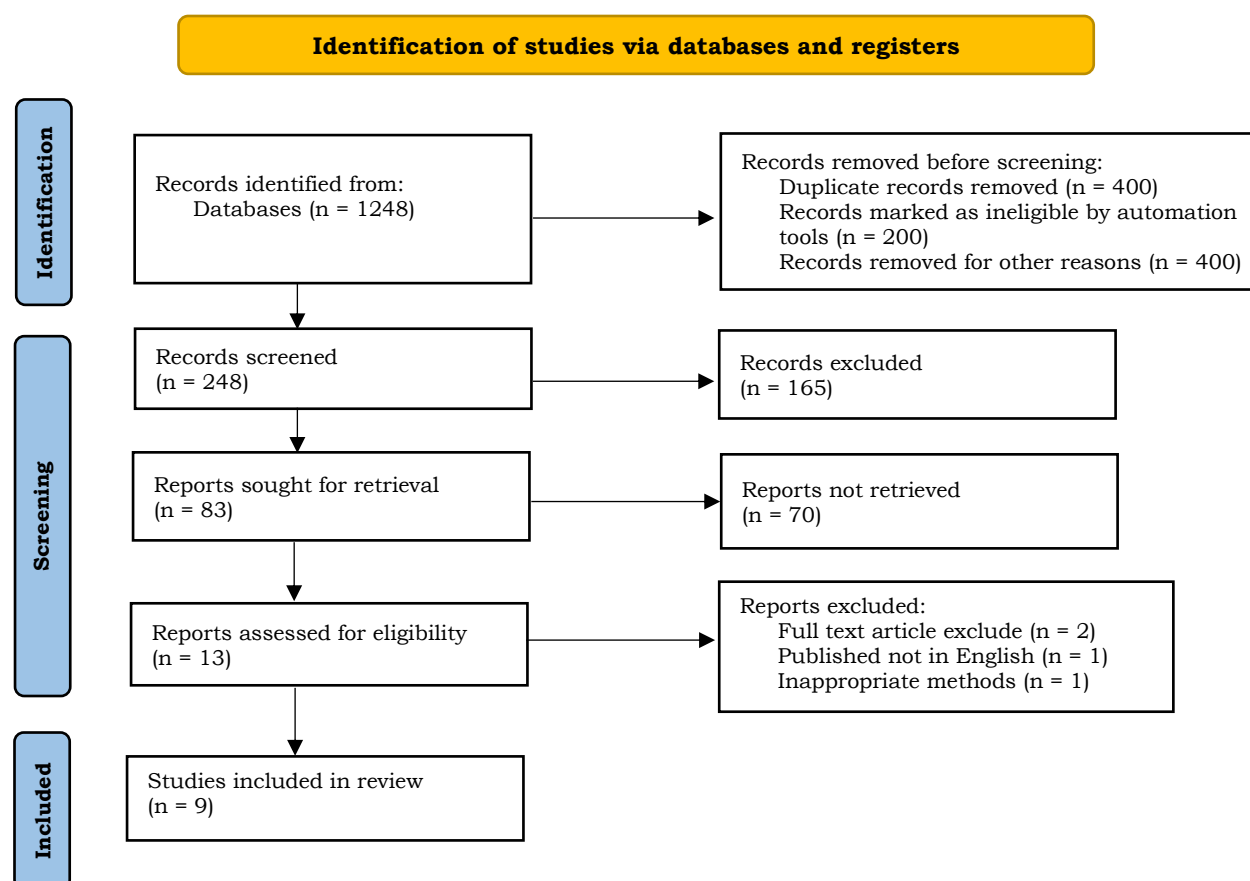 Identification of studies via databases and registers
Identification
Records identified from:
Databases (n = 1248)
Records removed before screening:
Duplicate records removed (n = 400)
Records marked as ineligible by automation
tools (n = 200)
Records removed for other reasons (n = 400)
Screening
Records screened
(n = 248)
Records excluded
(n = 165)
Reports sought for retrieval
(n = 83)
Reports not retrieved
(n = 70)
Reports assessed for eligibility
(n = 13)
Reports excluded:
Full text article exclude (n = 2)
Published not in English (n = 1)
Inappropriate methods (n = 1)
Included
Studies included in review
(n = 9)